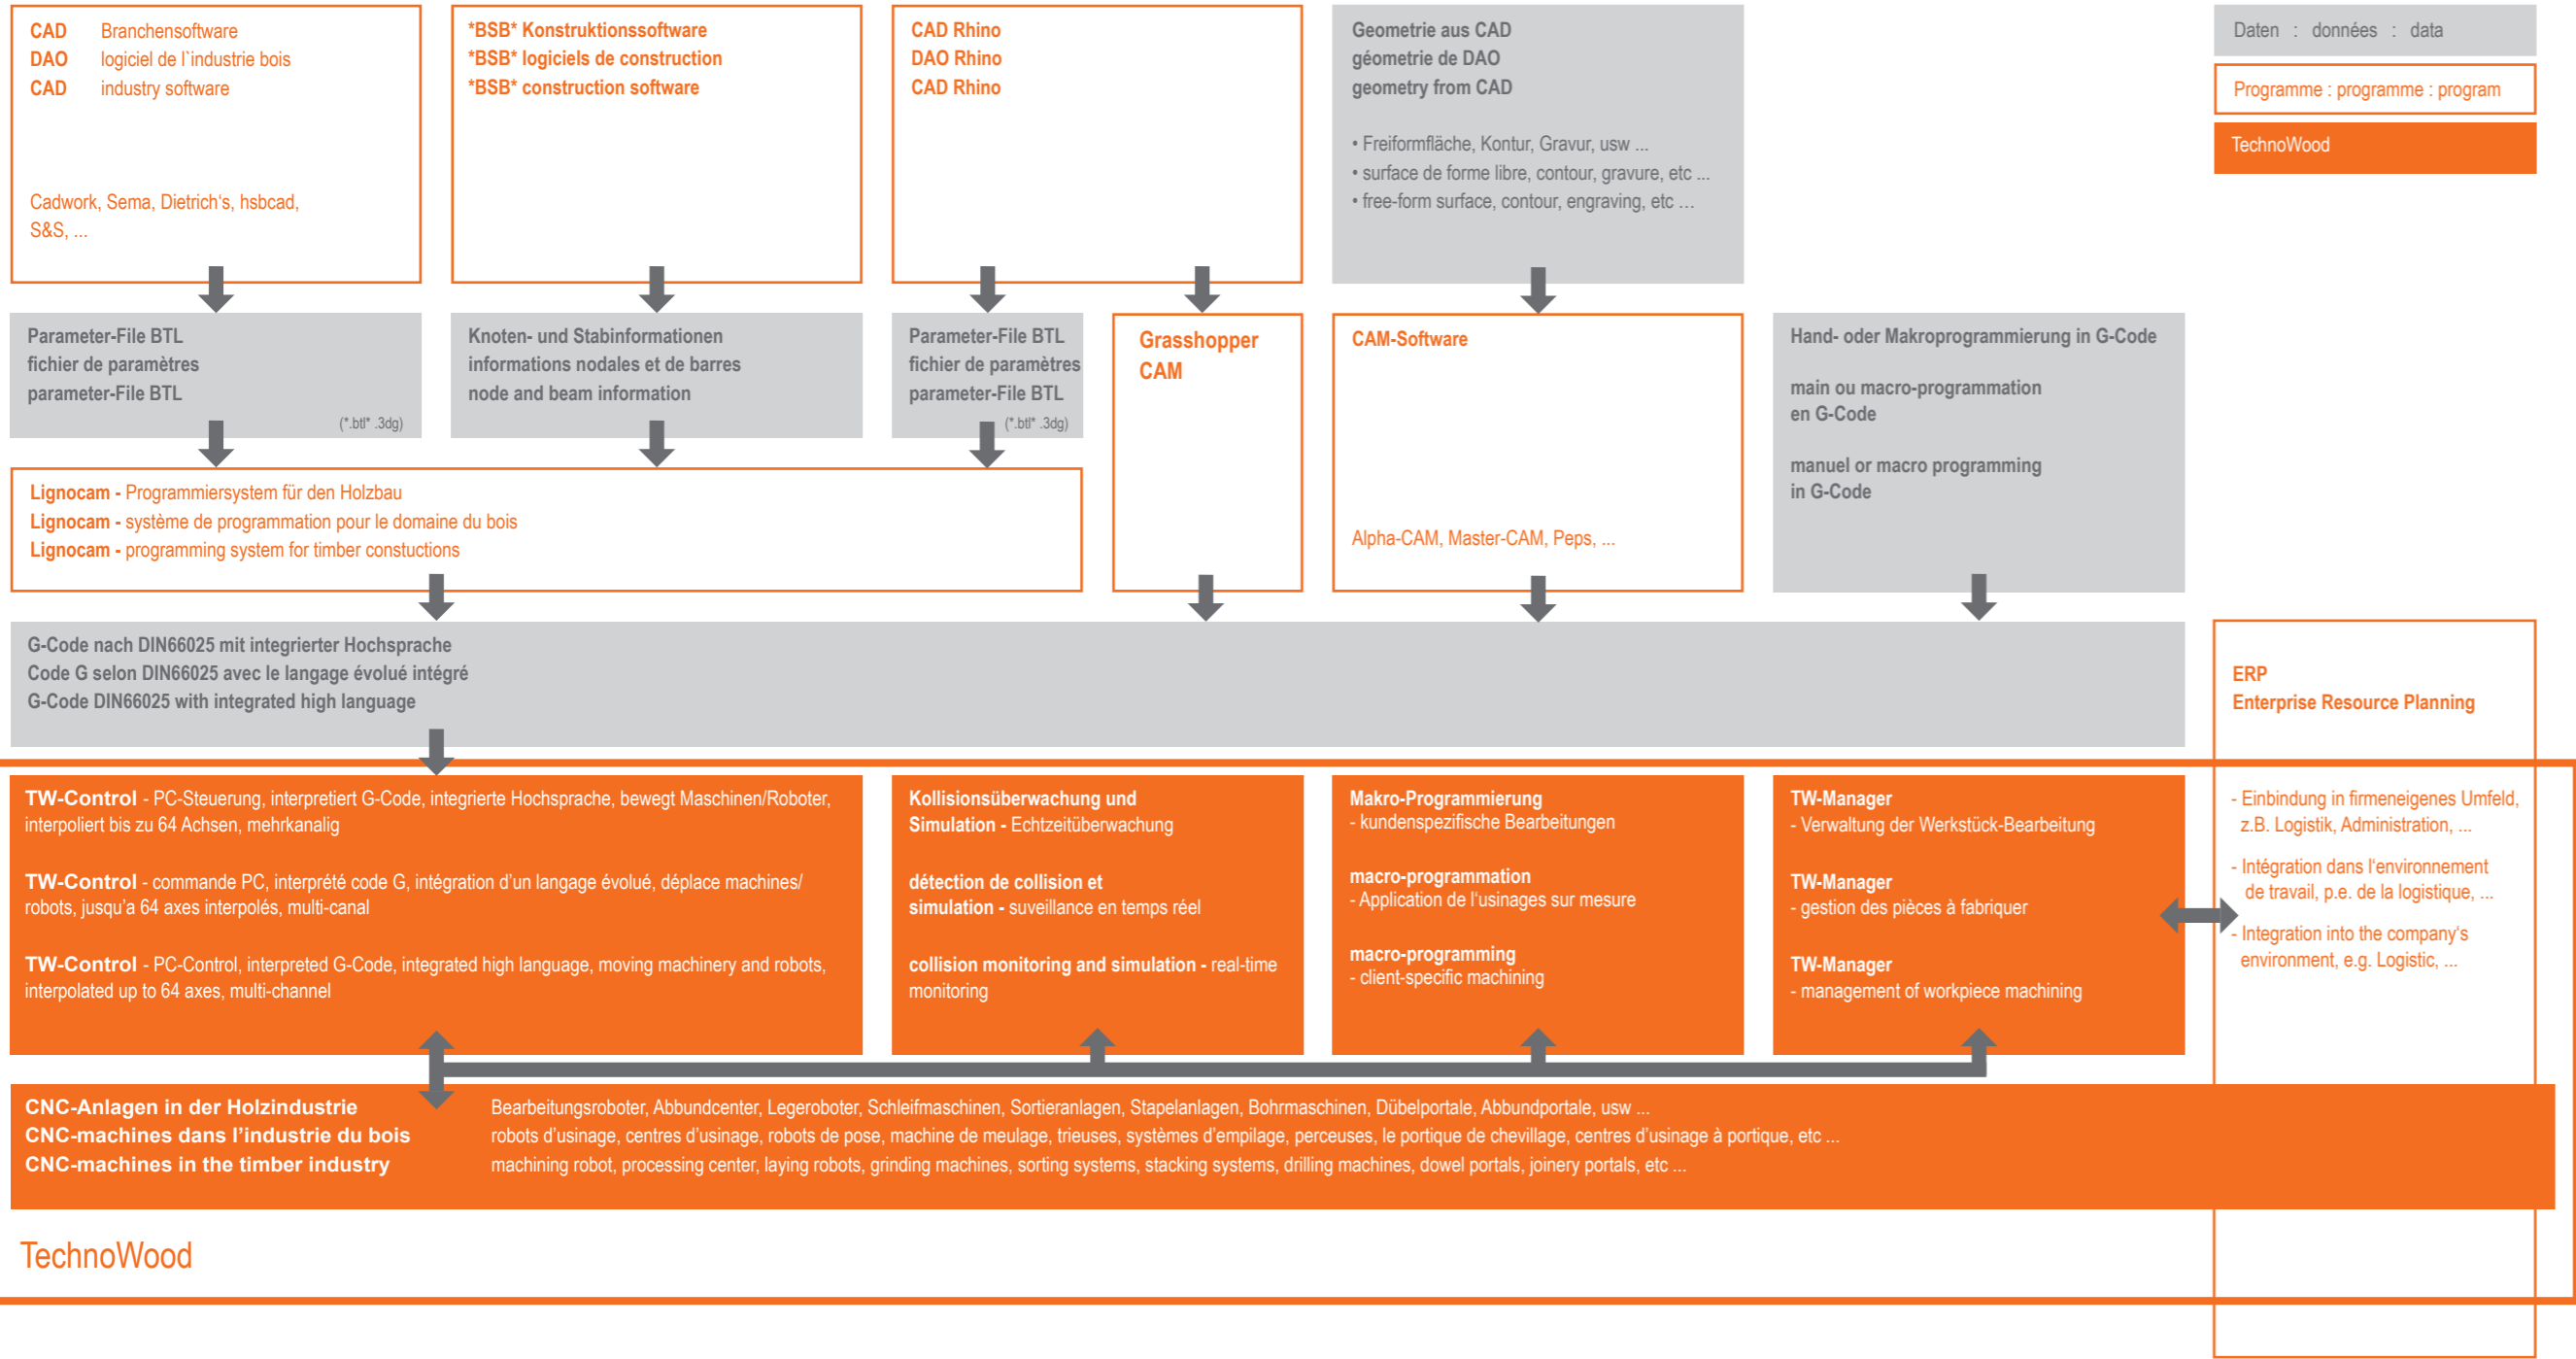 CAD Branchensoftware
DAO logiciel de l`industrie bois
CAD industry software
Cadwork, Sema, Dietrich‘s, hsbcad,
S&S, ...
*BSB* Konstruktionssoftware
*BSB* logiciels de construction
*BSB* construction software
CAD Rhino
DAO Rhino
CAD Rhino
Geometrie aus CAD
géometrie de DAO
geometry from CAD
• Freiformfläche, Kontur, Gravur, usw ...
• surface de forme libre, contour, gravure, etc ...
• free-form surface, contour, engraving, etc …
Daten : données : data
Programme : programme : program
TechnoWood
Parameter-File BTL
fichier de paramètres
parameter-File BTL
(*.btl* .3dg)
Knoten- und Stabinformationen
informations nodales et de barres
node and beam information
Parameter-File BTL
fichier de paramètres
parameter-File BTL
(*.btl* .3dg)
Grasshopper
CAM
CAM-Software
Alpha-CAM, Master-CAM, Peps, ...
Hand- oder Makroprogrammierung in G-Code
main ou macro-programmation
en G-Code
manuel or macro programming
in G-Code
Lignocam - Programmiersystem für den Holzbau
Lignocam - système de programmation pour le domaine du bois
Lignocam - programming system for timber constuctions
G-Code nach DIN66025 mit integrierter Hochsprache
Code G selon DIN66025 avec le langage évolué intégré
G-Code DIN66025 with integrated high language
ERP
Enterprise Resource Planning
- Einbindung in firmeneigenes Umfeld,
z.B. Logistik, Administration, ...
- Intégration dans l‘environnement
de travail, p.e. de la logistique, ...
- Integration into the company‘s
environment, e.g. Logistic, ...
TW-Control - PC-Steuerung, interpretiert G-Code, integrierte Hochsprache, bewegt Maschinen/Roboter,
interpoliert bis zu 64 Achsen, mehrkanalig
TW-Control - commande PC, interprété code G, intégration d’un langage évolué, déplace machines/
robots, jusqu’a 64 axes interpolés, multi-canal
TW-Control - PC-Control, interpreted G-Code, integrated high language, moving machinery and robots,
interpolated up to 64 axes, multi-channel
Kollisionsüberwachung und
Simulation - Echtzeitüberwachung
détection de collision et
simulation - suveillance en temps réel
collision monitoring and simulation - real-time
monitoring
Makro-Programmierung
- kundenspezifische Bearbeitungen
macro-programmation
- Application de l‘usinages sur mesure
macro-programming
- client-specific machining
TW-Manager
- Verwaltung der Werkstück-Bearbeitung
TW-Manager
- gestion des pièces à fabriquer
TW-Manager
- management of workpiece machining
CNC-Anlagen in der Holzindustrie
CNC-machines dans l’industrie du bois
CNC-machines in the timber industry
Bearbeitungsroboter, Abbundcenter, Legeroboter, Schleifmaschinen, Sortieranlagen, Stapelanlagen, Bohrmaschinen, Dübelportale, Abbundportale, usw ...
robots d’usinage, centres d’usinage, robots de pose, machine de meulage, trieuses, systèmes d’empilage, perceuses, le portique de chevillage, centres d’usinage à portique, etc ...
machining robot, processing center, laying robots, grinding machines, sorting systems, stacking systems, drilling machines, dowel portals, joinery portals, etc ...
TechnoWood